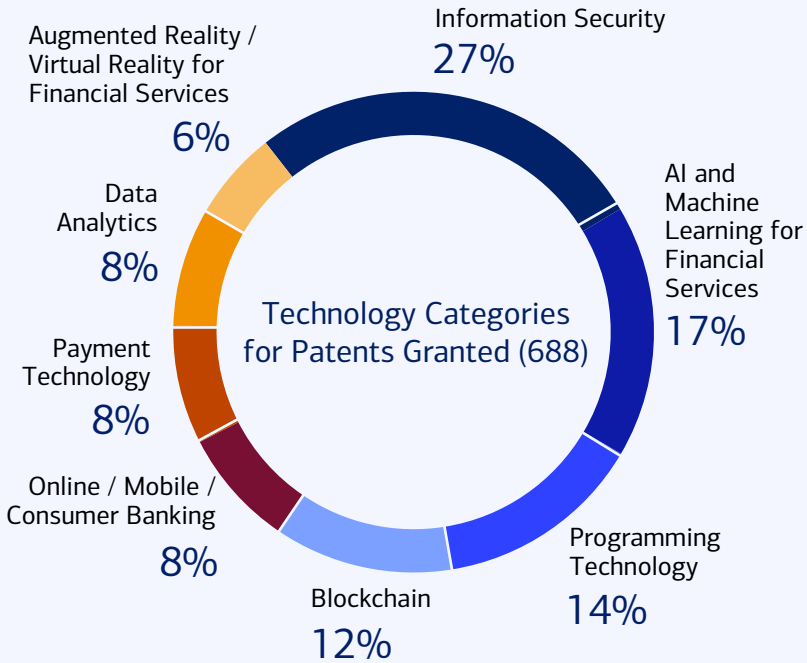 Information Security
27%
AI and
Machine
Learning for
Financial
Services
17%
Programming
Technology
14%
Blockchain
12%
Online / Mobile /
Consumer Banking
8%
Payment
Technology
8%
Data
Analytics
8%
Augmented Reality /
Virtual Reality for
Financial Services
6%
Technology Categories
for Patents Granted (688)